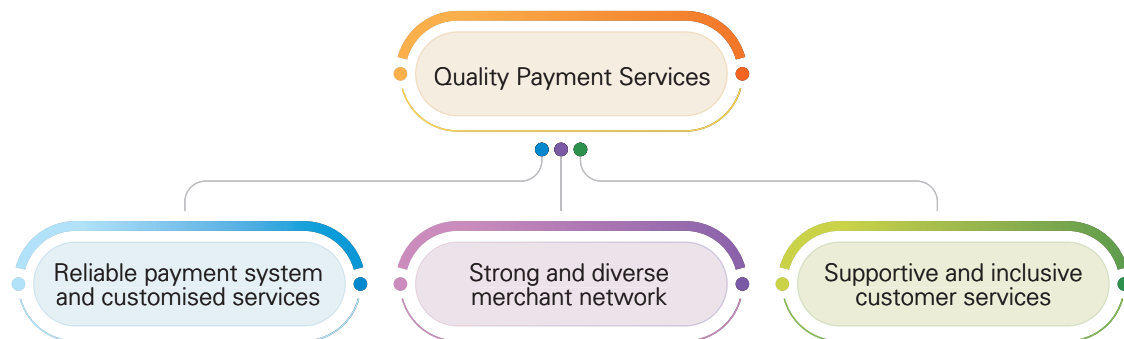 Quality Payment Services
Reliable payment system
and customised services
Strong and diverse
merchant network
Supportive and inclusive
customer services